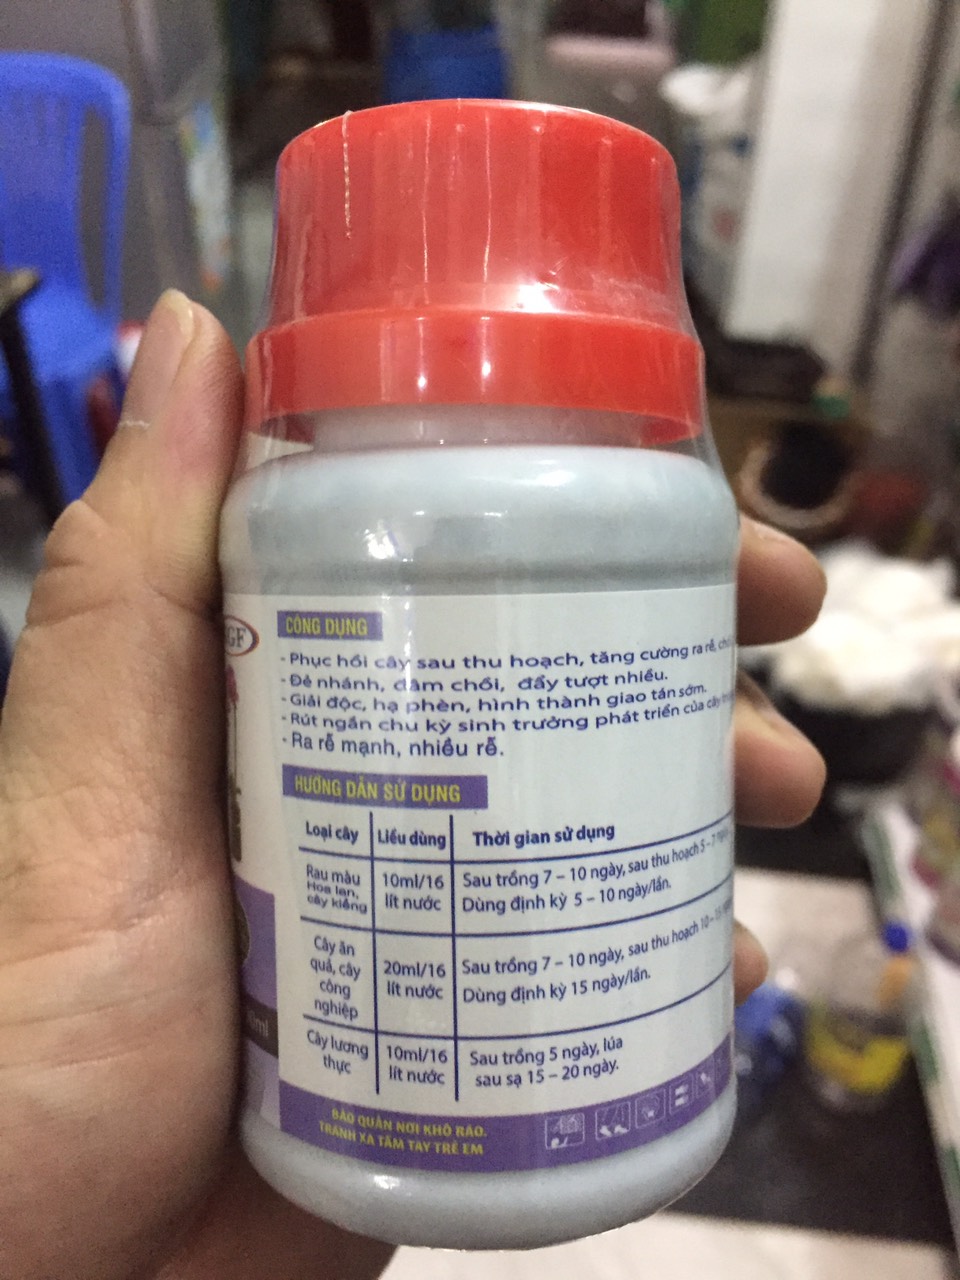 GF
CÔNG DỤNG
- Phục hồi cây sau thu hoạch, tăng cường ra rễ,
- Đẻ nhánh, đâm chồi, đẩy tượt nhiều.
- Giải độc, hạ phèn, hình thành giao tán sớm.
- Rút ngắn chu kỳ sinh trưởng phát triển của cây
- Ra rễ mạnh, nhiều rễ.
HƯỚNG DẪN SỬ DỤNG
Loại cây Liều dùng Thời gian sử dụng
Rau màu
Hoa lan,
cây kiểng
10ml/16
lít nước
Sau trồng 7 – 10 ngày, sau thu hoạch 5 – 7
Dùng định kỳ 5 – 10 ngày/lần.
Cây ăn
quả, cây
công
nghiệp
20ml/16
lít nước
Sau trồng 7 – 10 ngày, sau thu hoạch 10 – 15
Dùng định kỳ 15 ngày/lần.
Cây lương
thực
10ml/16
lít nước
Sau trồng 5 ngày, lúa
sau sạ 15 – 20 ngày.
BẢO QUẢN NƠI KHÔ RÁO.
TRÁNH XA TẦM TAY TRẺ EM